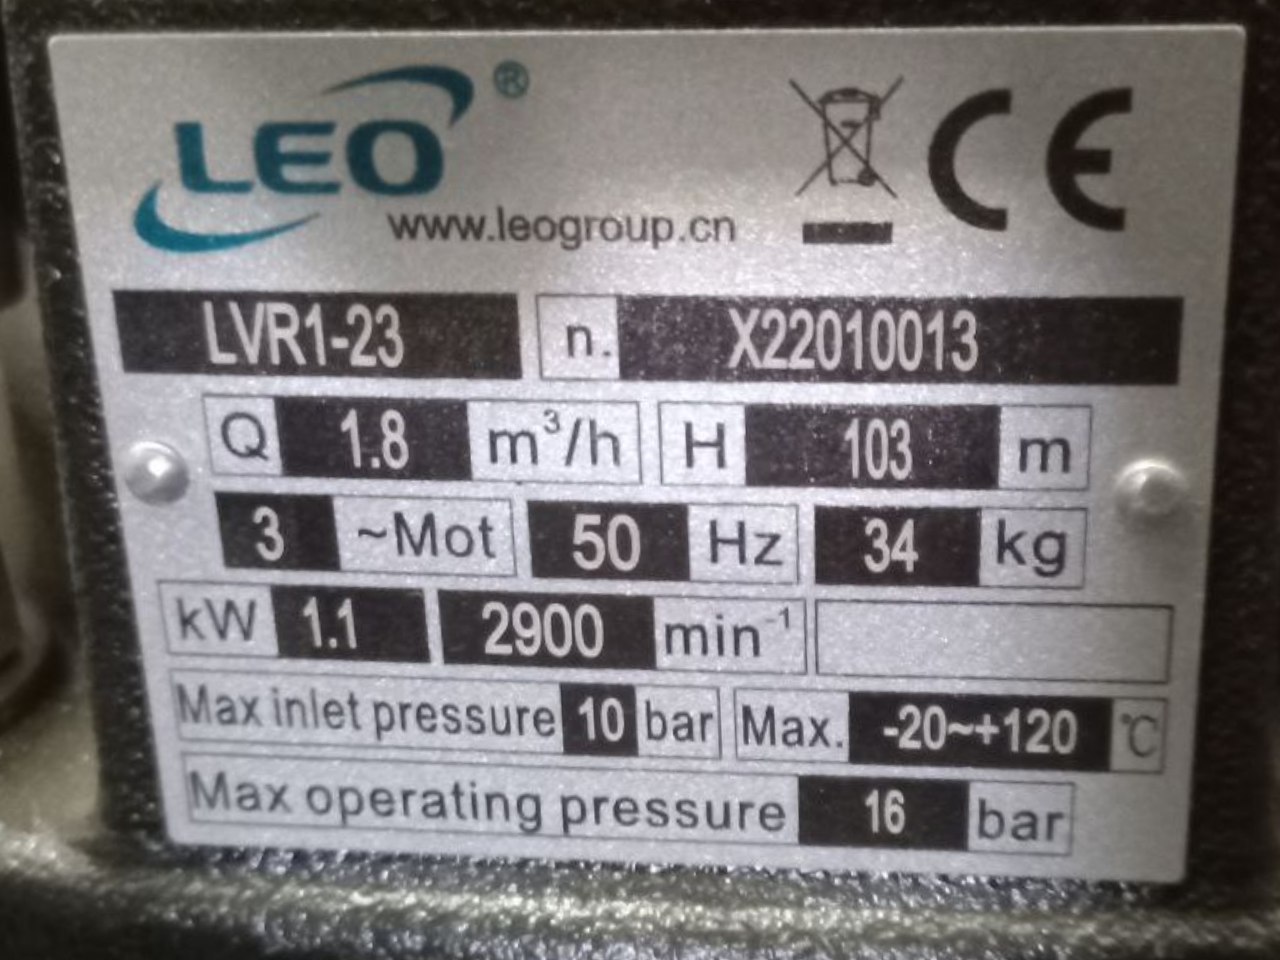 LEO ®
www.leogroup.cn
CE
LVR1-23 n. X22010013
Q 1.8 m³/h H 103 m
3 ~Mot 50 Hz 34 kg
kW 1.1 2900 min⁻¹
Max inlet pressure 10 bar Max. -20~+120 ℃
Max operating pressure 16 bar